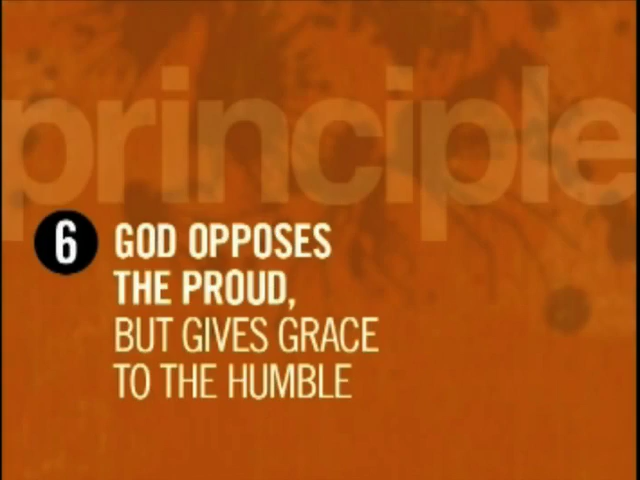 principle
6 GOD OPPOSES
THE PROUD,
BUT GIVES GRACE
TO THE HUMBLE